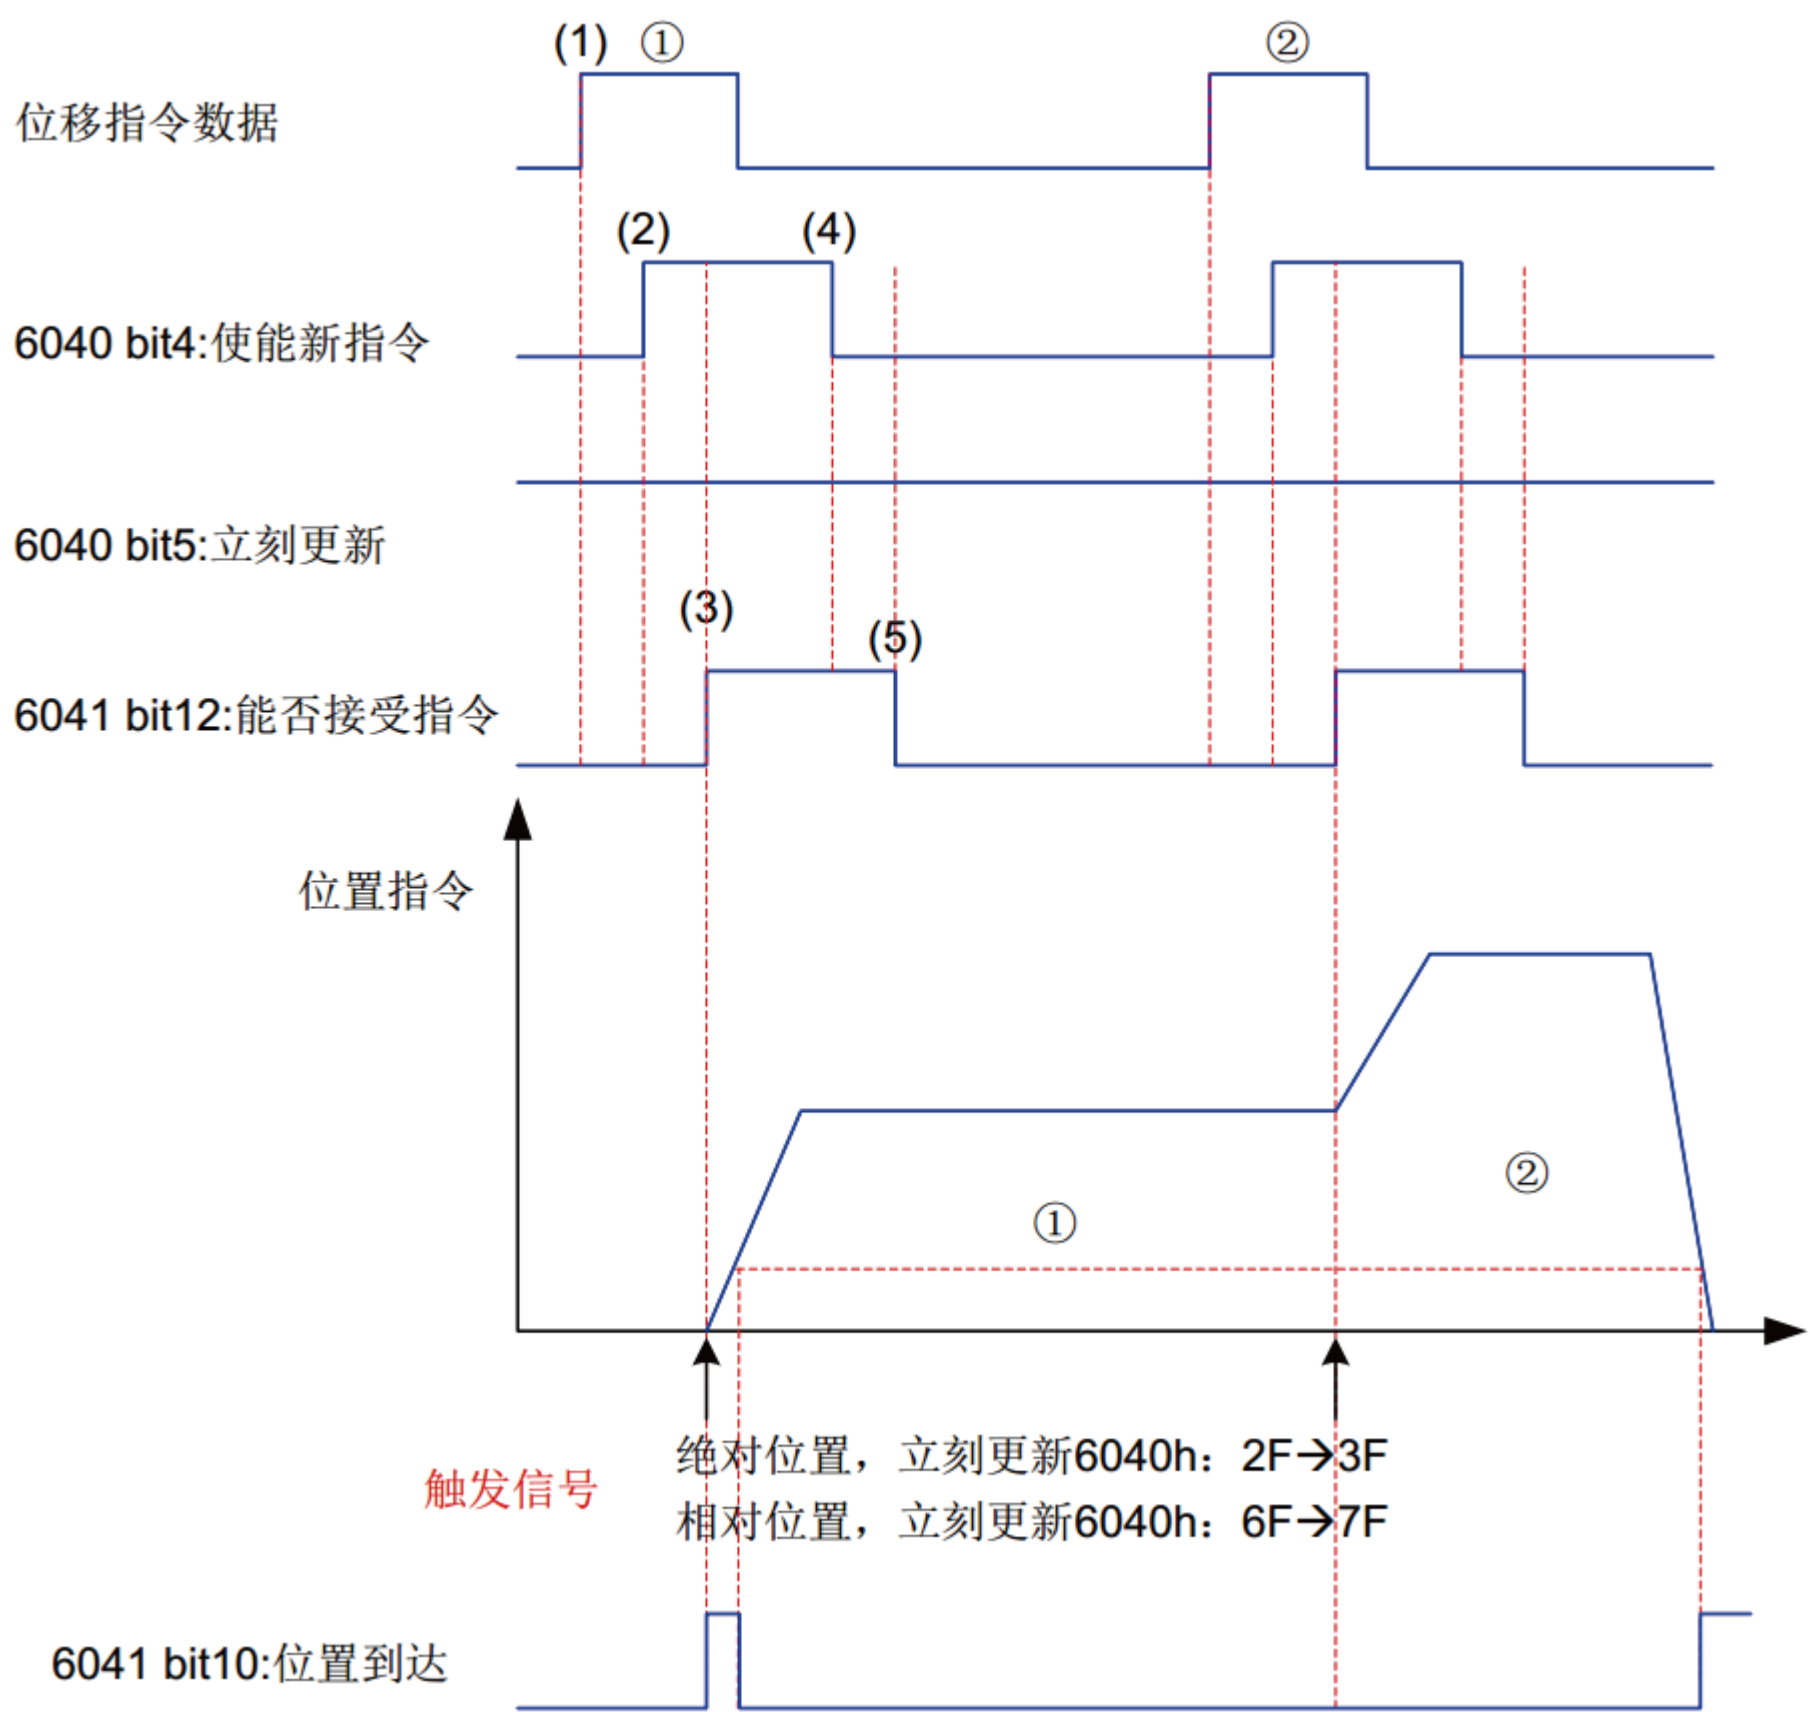 (1) ① ②
位移指令数据
(2) (4)
6040 bit4:使能新指令
6040 bit5:立刻更新
(3)
(5)
6041 bit12:能否接受指令
位置指令
②
①
绝对位置，立刻更新6040h：2F→3F
触发信号
相对位置，立刻更新6040h：6F→7F
6041 bit10:位置到达